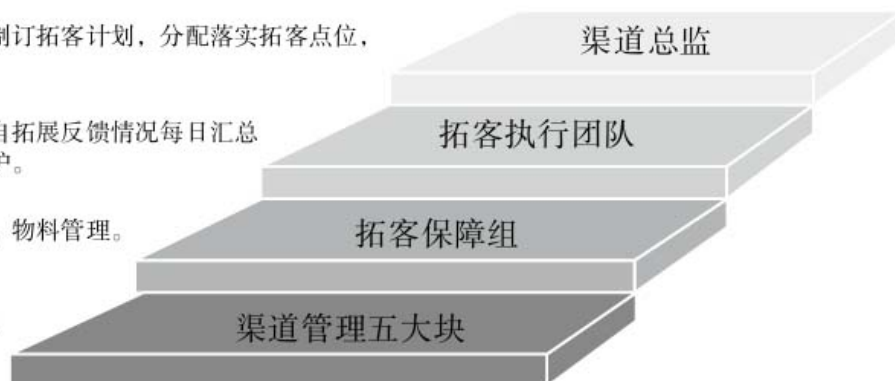 制订拓客计划，分配落实拓客点位，
渠道总监
自拓展反馈情况每日汇总
拓客执行团队
物料管理。
拓客保障组
渠道管理五大块